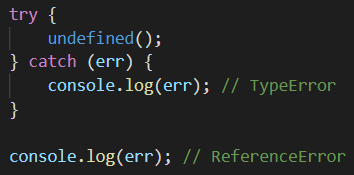 try {
    undefined();
} catch (err) {
    console.log(err); // TypeError
}

console.log(err); // ReferenceError